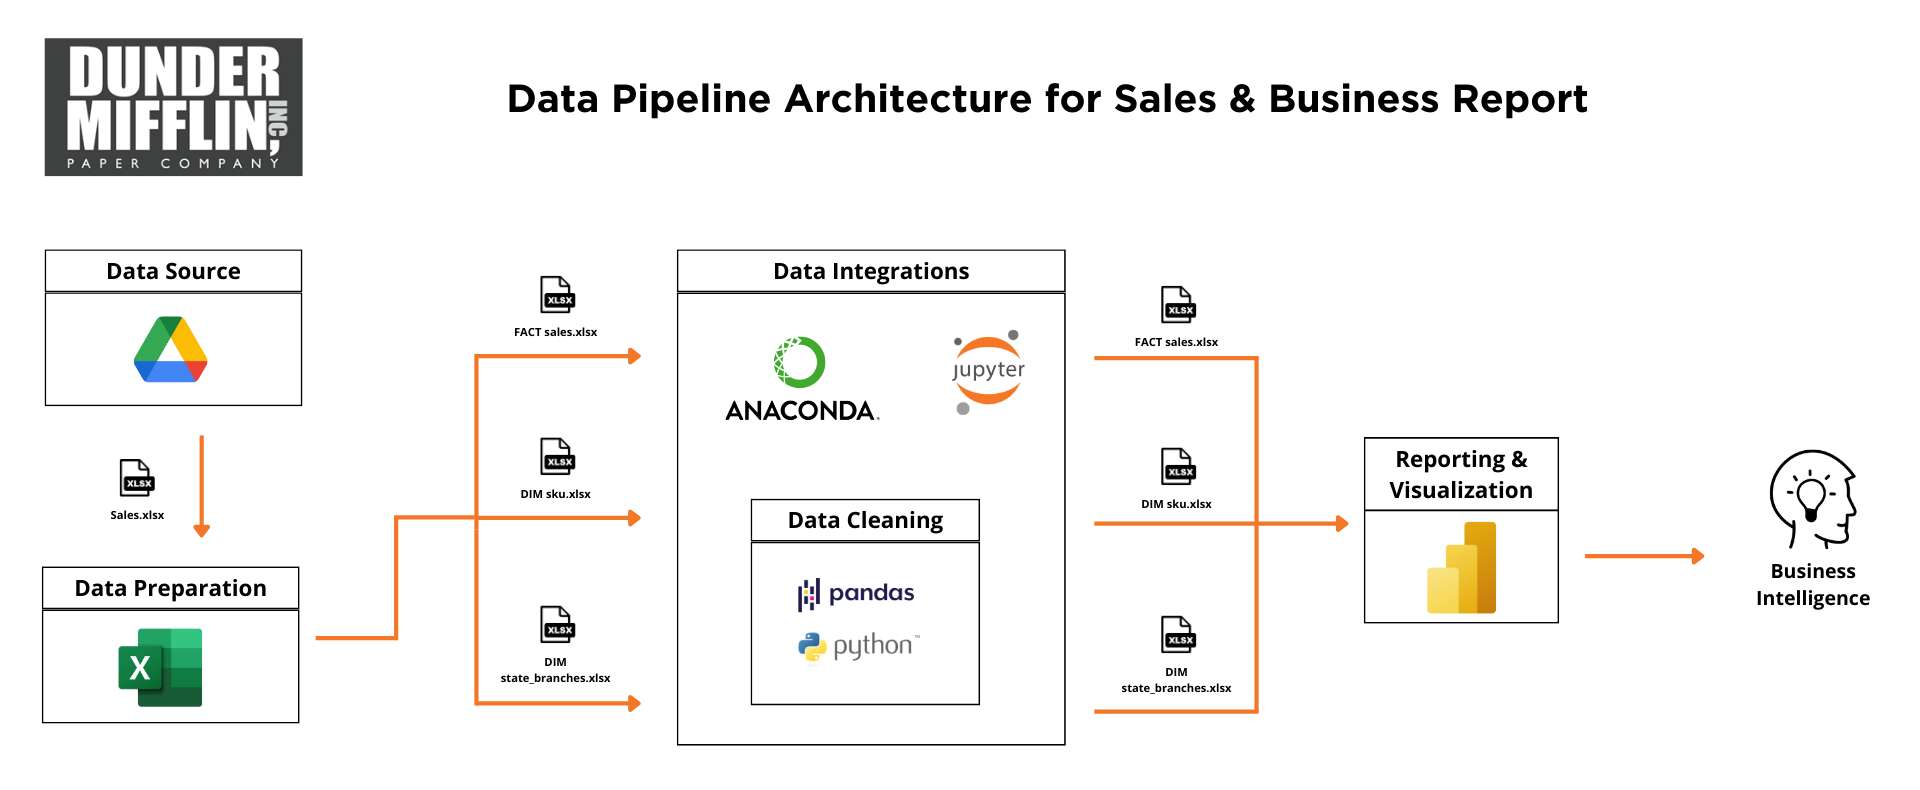 DUNDER
MIFFLIN, INC
PAPER COMPANY
Data Pipeline Architecture for Sales & Business Report
Data Source
XLSX
Sales.xlsx
Data Preparation
X
XLSX
FACT sales.xlsx
XLSX
DIM sku.xlsx
XLSX
DIM
state_branches.xlsx
Data Integrations
ANACONDA.
jupyter
Data Cleaning
pandas
python™
XLSX
FACT sales.xlsx
XLSX
DIM sku.xlsx
XLSX
DIM
state_branches.xlsx
Reporting &
Visualization
Business
Intelligence